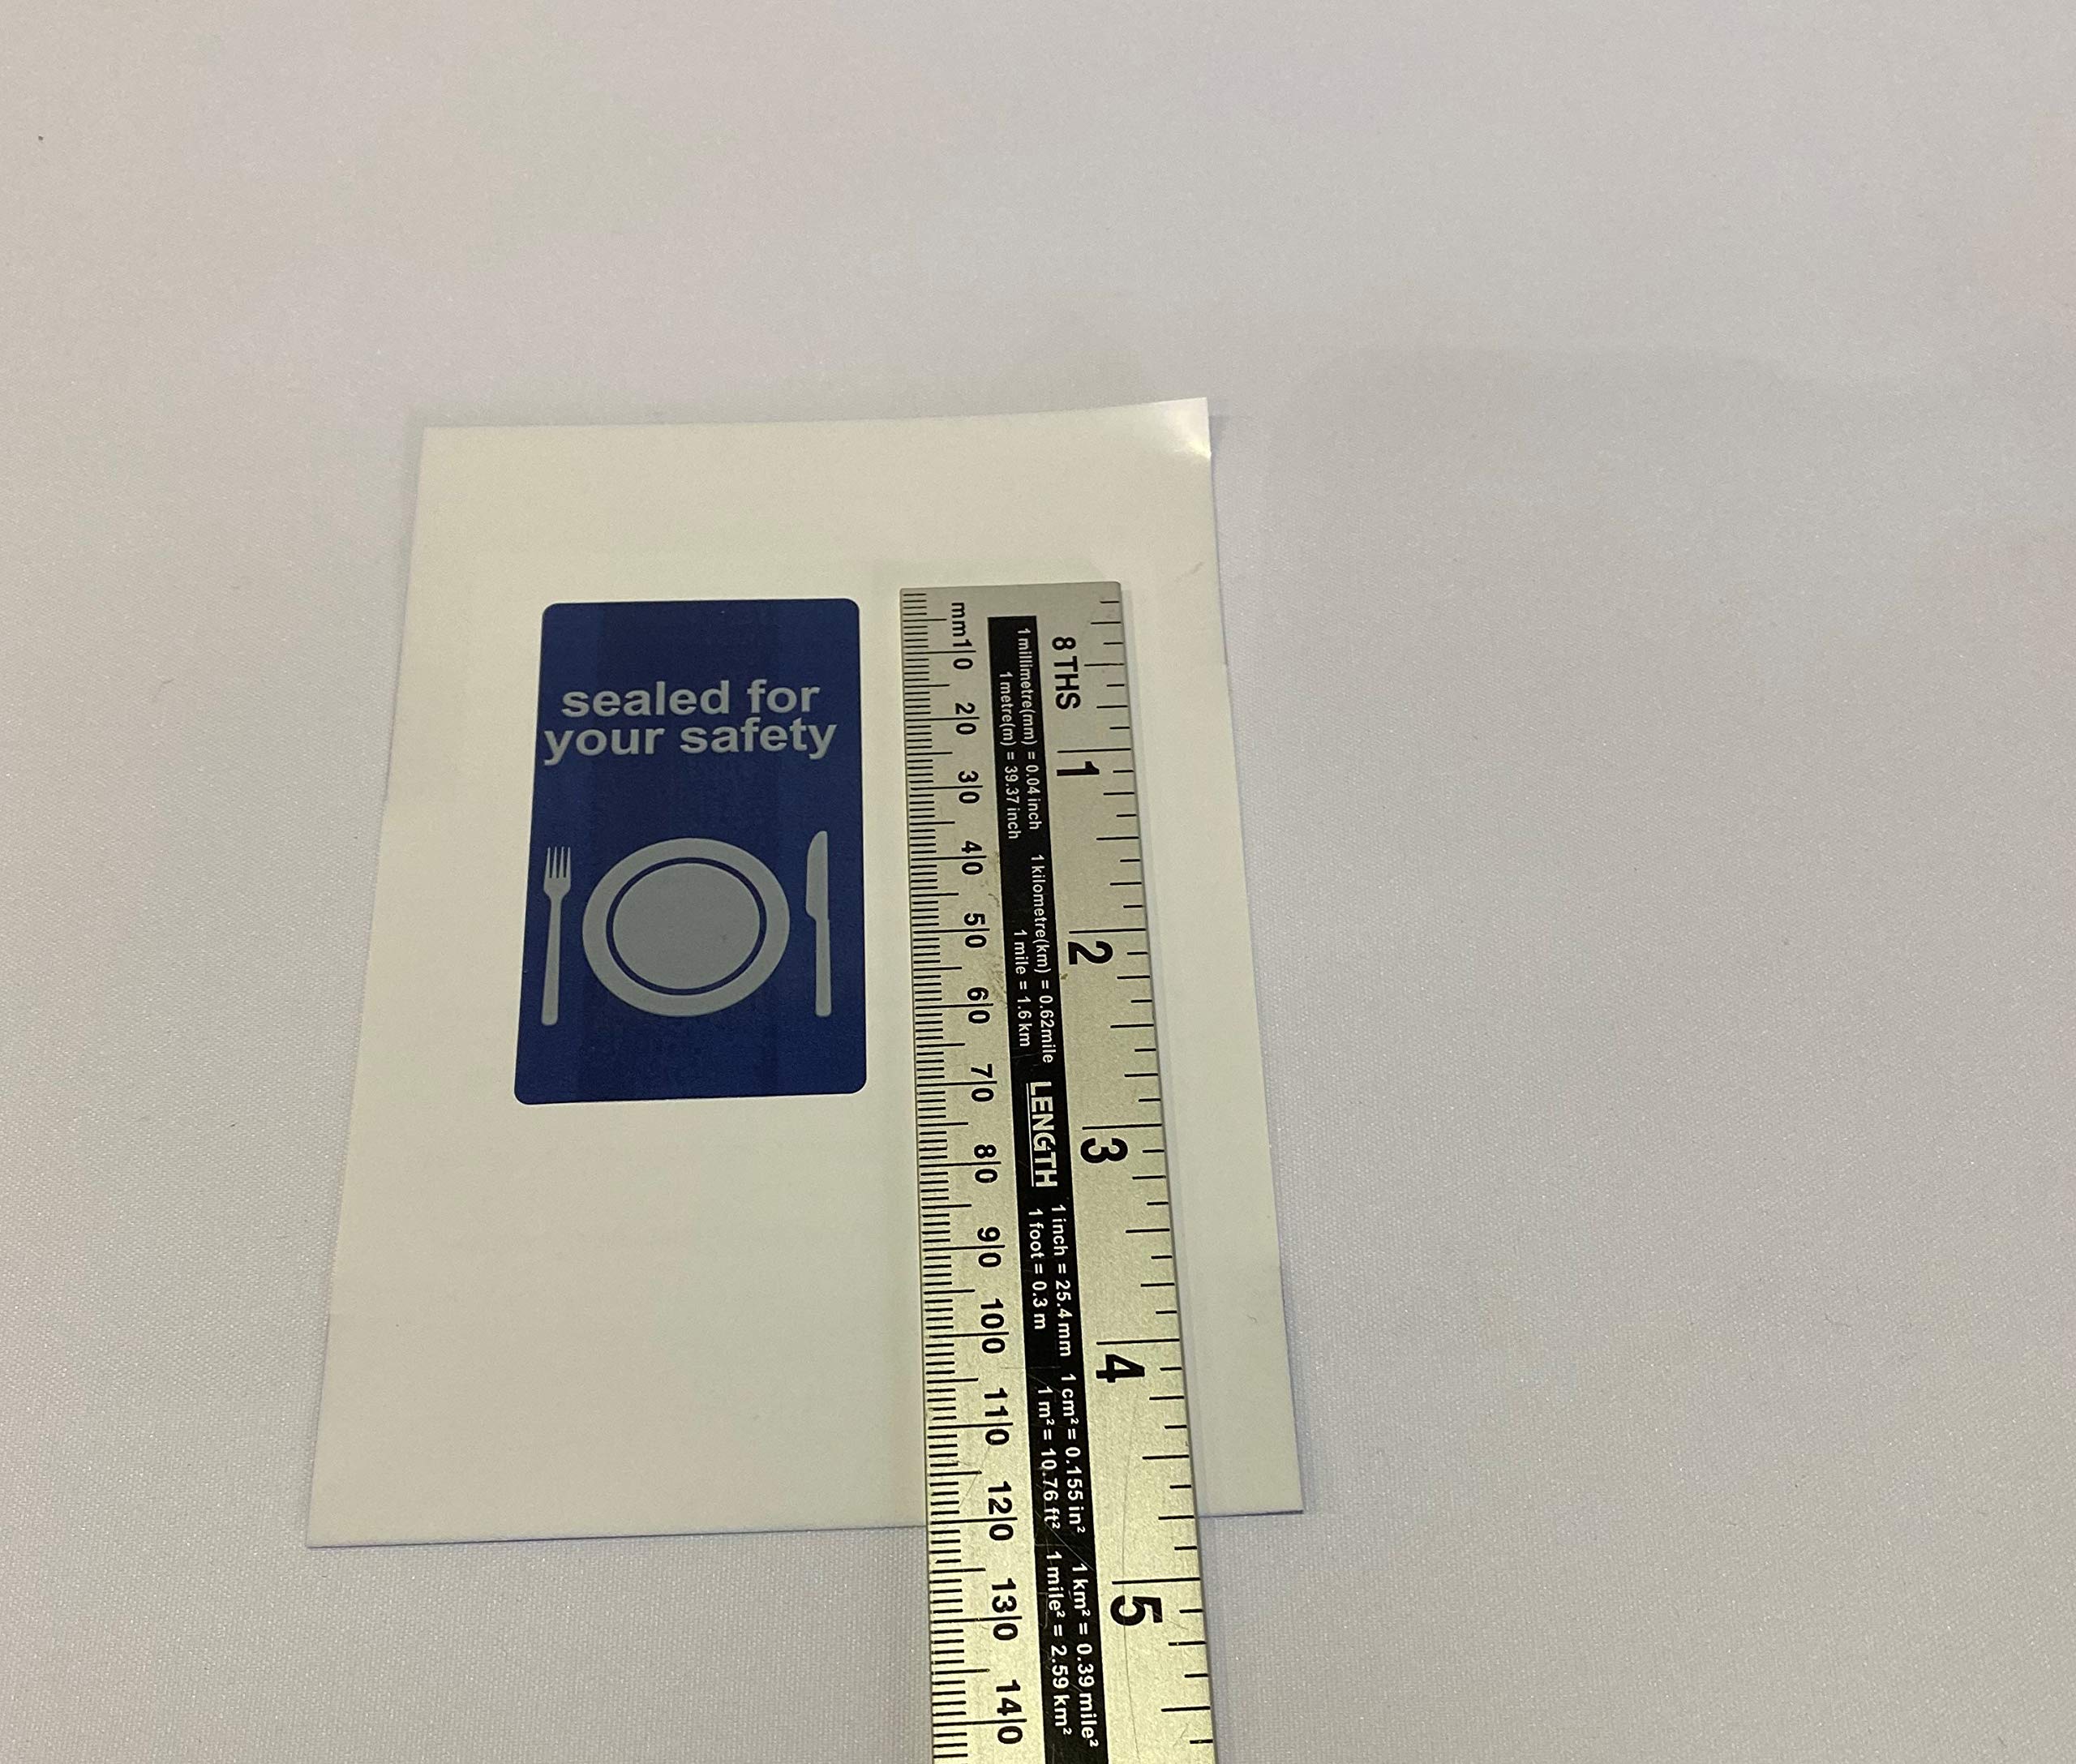 sealed for
your safety
mm 10 20 30 40 50 60 70 80 90 100 110 120 130 140
1 metre(m) = 39.37 inch 1 mile = 1.6 km 1 foot = 0.3 m 1 m² = 10.76 ft² 1 mile² = 2.59 km²
1 millimetre(mm) = 0.04 inch 1 kilometre(km) = 0.62mile LENGTH 1 inch = 25.4 mm 1 cm² = 0.155 in² 1 km² = 0.39 mile²
8 THS 1 2 3 4 5